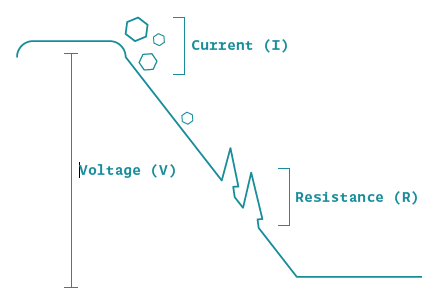 Current (I)
Voltage (V)
Resistance (R)